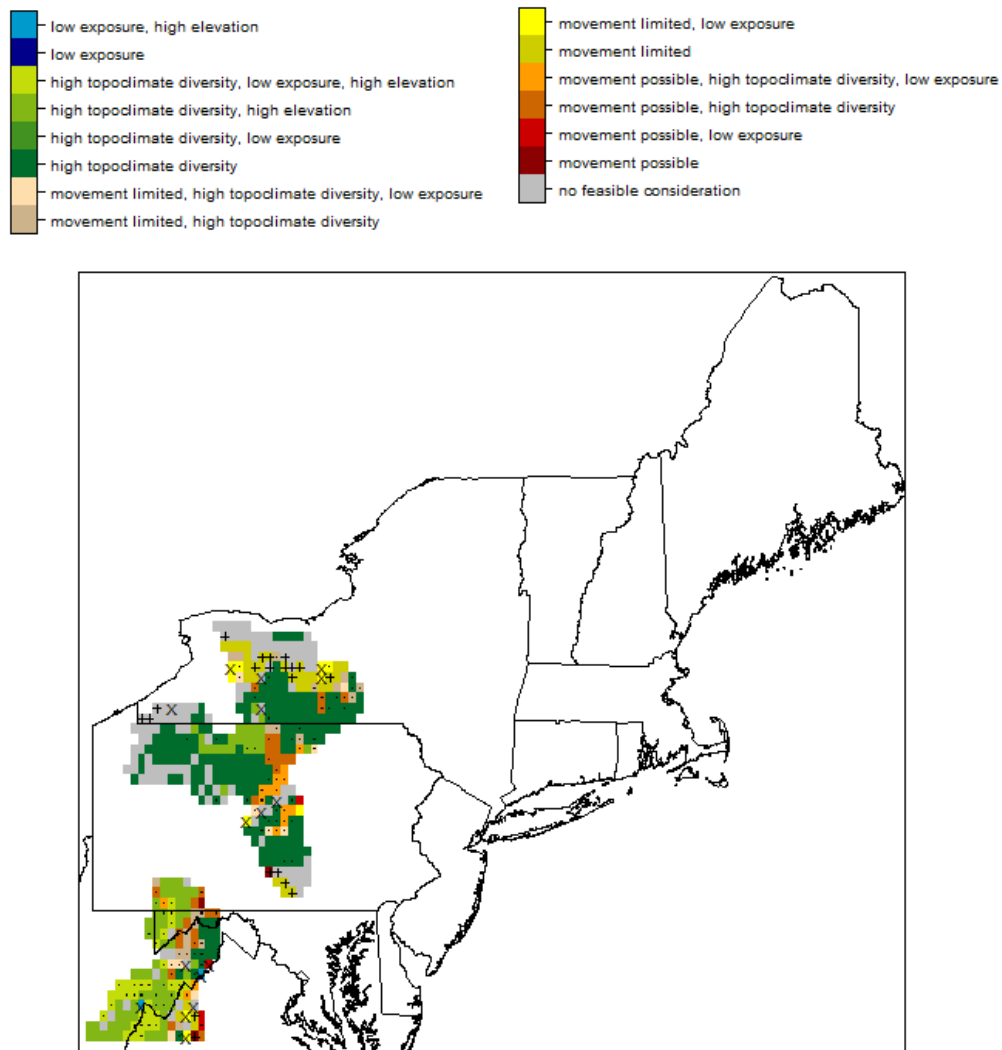 low exposure, high elevation
low exposure
high topoclimate diversity, low exposure, high elevation
high topoclimate diversity, high elevation
high topoclimate diversity, low exposure
high topoclimate diversity
movement limited, high topoclimate diversity, low exposure
movement limited, high topoclimate diversity
movement limited, low exposure
movement limited
movement possible, high topoclimate diversity, low exposure
movement possible, high topoclimate diversity
movement possible, low exposure
movement possible
no feasible consideration